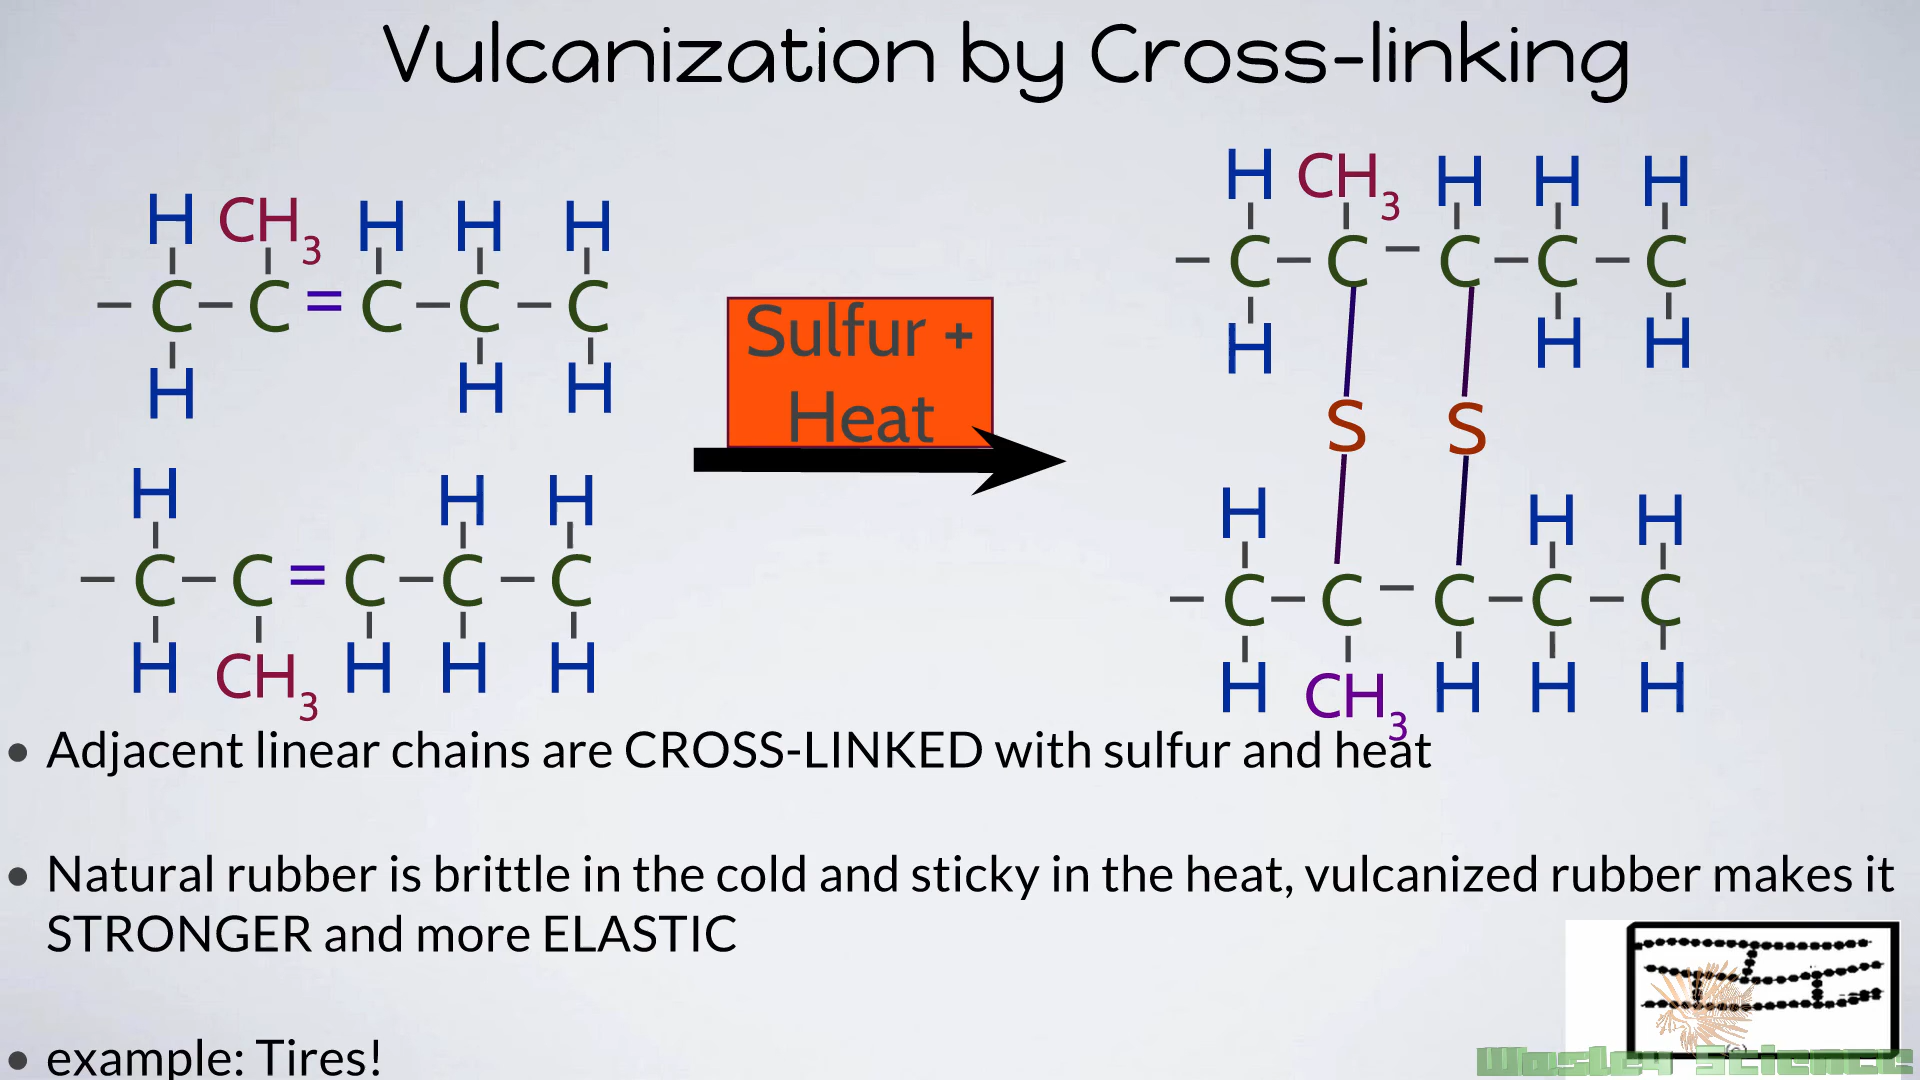 Vulcanization by Cross-linking
H CH3 H H H
– C – C = C – C – C
H H H
H H H
– C – C = C – C – C
H CH3 H H H
Sulfur +
Heat
H CH3 H H H
– C – C – C – C – C
H H H
S S
H H H
– C – C – C – C – C
H CH3 H H H
• Adjacent linear chains are CROSS-LINKED with sulfur and heat
• Natural rubber is brittle in the cold and sticky in the heat, vulcanized rubber makes it
STRONGER and more ELASTIC
• example: Tires!
(c)
Wasley Science